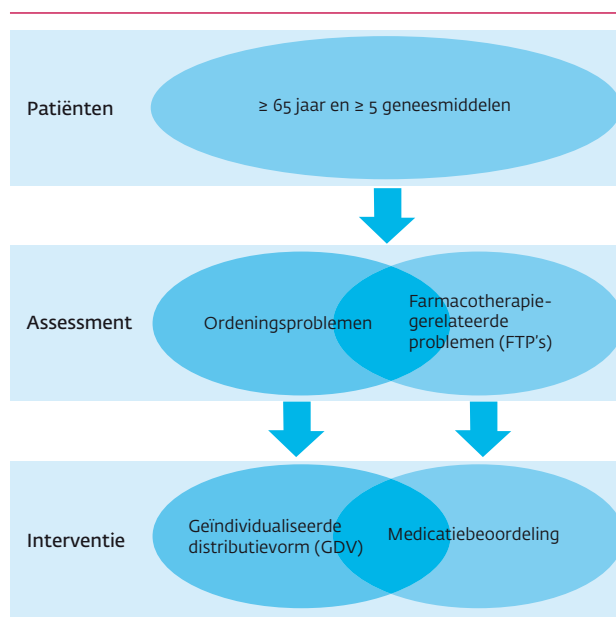 Patiënten
≥ 65 jaar en ≥ 5 geneesmiddelen
Assessment
Ordeningsproblemen
Farmacotherapie-
gerelateerde
problemen (FTP's)
Interventie
Geïndividualiseerde
distributievorm (GDV)
Medicatiebeoordeling